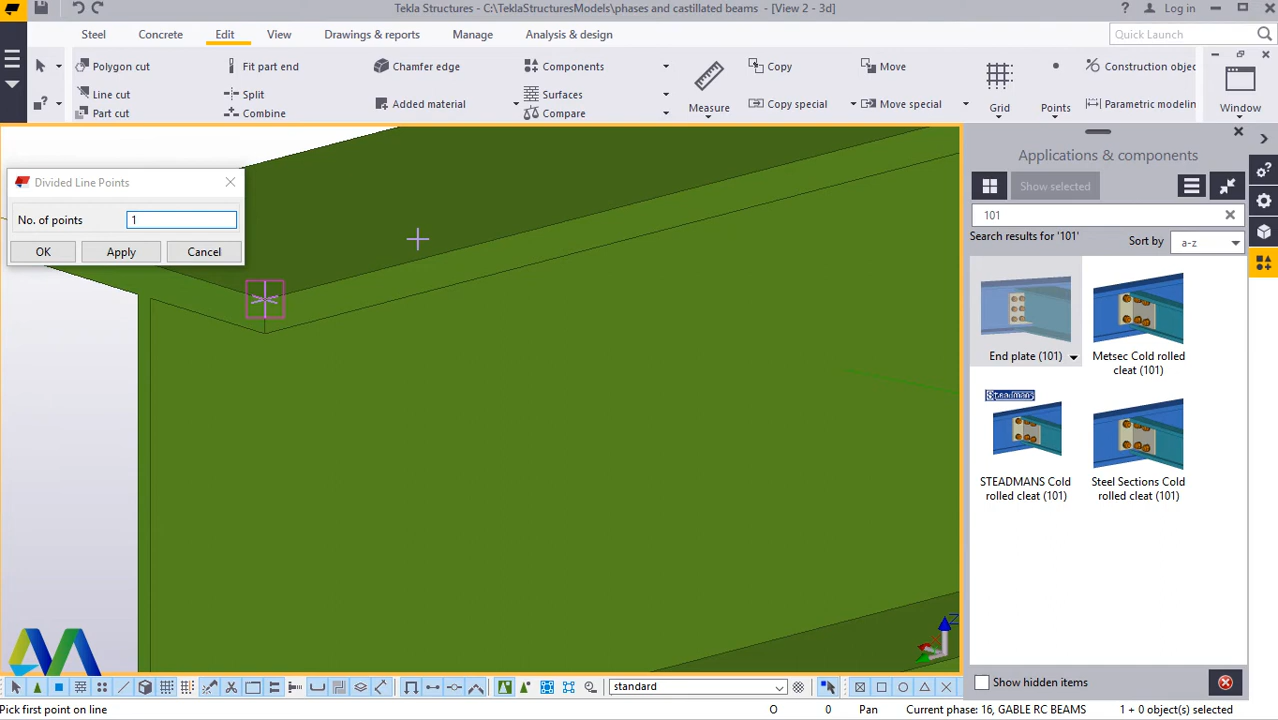 Tekla Structures - C:\TeklaStructuresModels\phases and castillated beams - [View 2 - 3d]
? Log in
Steel Concrete Edit View Drawings & reports Manage Analysis & design
Quick Launch
Polygon cut Fit part end Chamfer edge Components Copy Move Construction objec
Line cut Split Surfaces
Added material Copy special Move special Parametric modelin
Part cut Combine Compare
Measure Grid Points Window
Divided Line Points
No. of points 1
OK Apply Cancel
Applications & components
Show selected
101
Search results for '101' Sort by a-z
End plate (101)
Metsec Cold rolled
cleat (101)
Steadmans
STEADMANS Cold
rolled cleat (101)
Steel Sections Cold
rolled cleat (101)
Z
Show hidden items
standard
Pick first point on line O 0 Pan Current phase: 16, GABLE RC BEAMS 1 + 0 object(s) selected